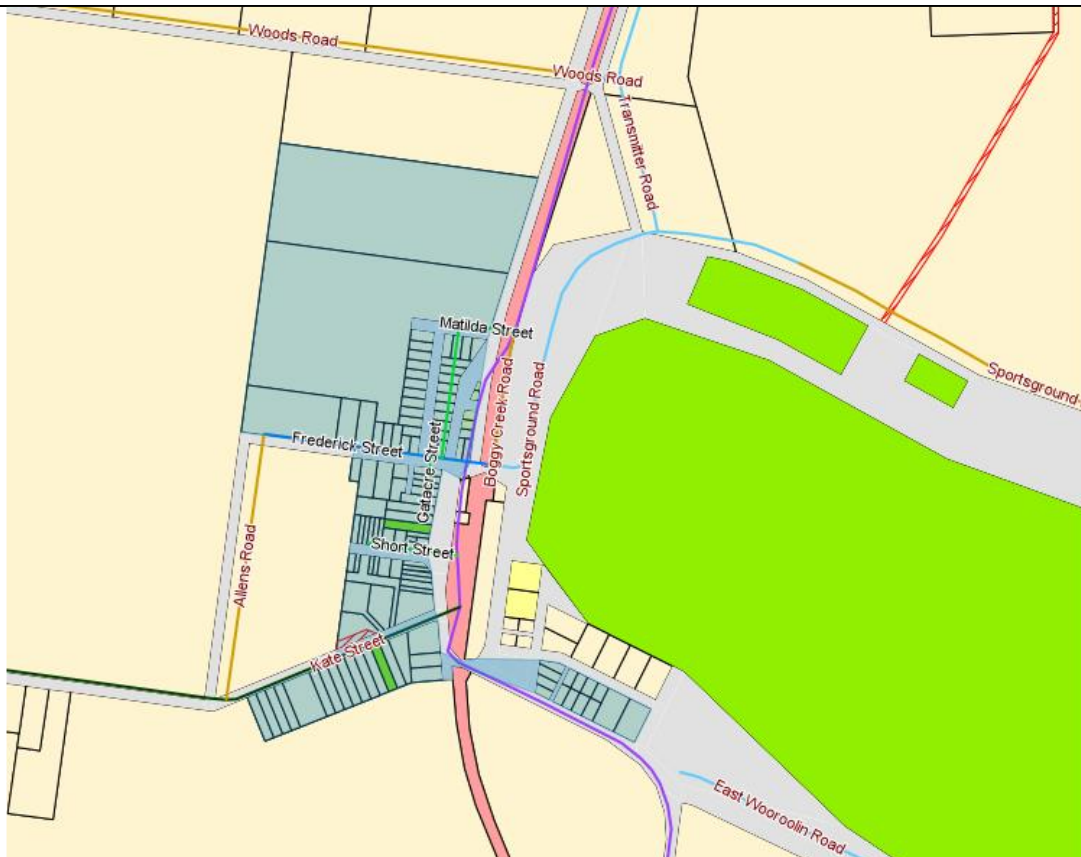 Woods Road
Woods Road
Transmitter Road
Matilda Street
Boggy Creek Road
Sportsground Road
Sportsground
Frederick Street
Gatacre Street
Allens Road
Short Street
Kate Street
East Wooroolin Road